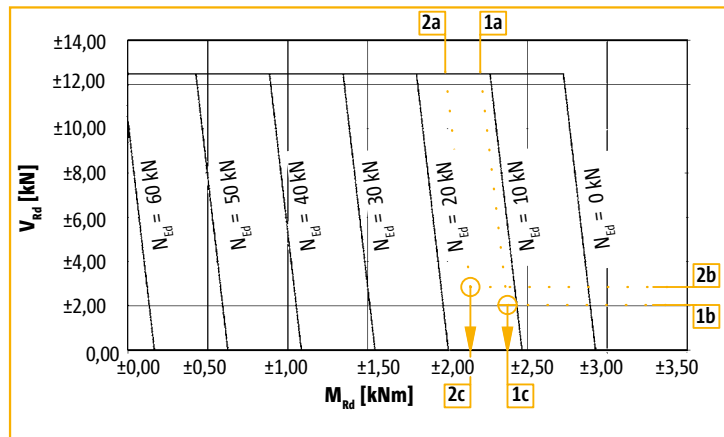 2a 1a
±14,00
±12,00
±10,00
±8,00
±6,00
±4,00
±2,00
0,00
V_Rd [kN]
N_Ed = 60 kN
N_Ed = 50 kN
N_Ed = 40 kN
N_Ed = 30 kN
N_Ed = 20 kN
N_Ed = 10 kN
N_Ed = 0 kN
2b
1b
±0,00 ±0,50 ±1,00 ±1,50 ±2,00 ±2,50 ±3,00 ±3,50
M_Rd [kNm]
2c 1c